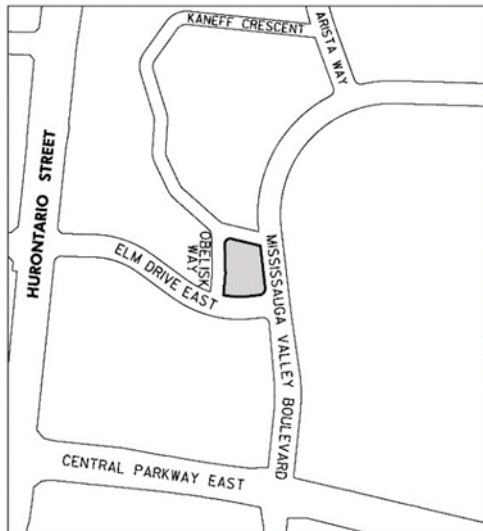 KANEFF CRESCENT
ARISTA WAY
HURONTARIO STREET
OBELISK
WAY
ELM DRIVE EAST
MISSISSAUGA VALLEY BOULEVARD
CENTRAL PARKWAY EAST